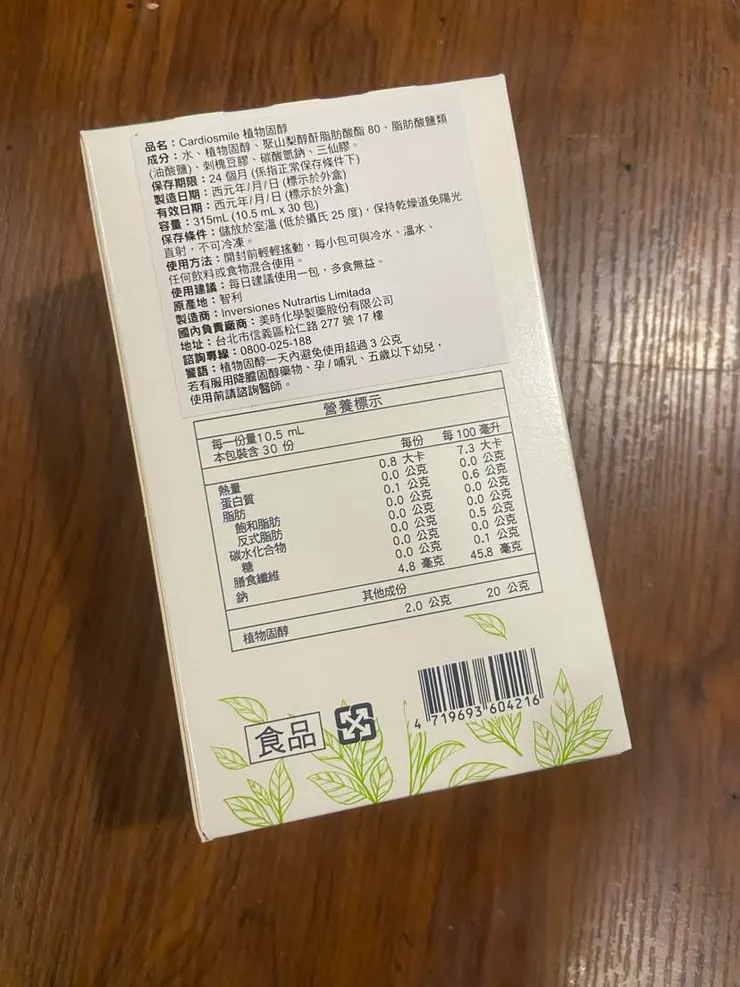 品名：Cardiosmile 植物固醇
成分：水、植物固醇、聚山梨醇酐脂肪酸酯 80、脂肪酸鹽類
(油酸鹽)、刺槐豆膠、碳酸氫鈉、三仙膠。
保存期限：24 個月 (係指正常保存條件下)
製造日期：西元年/月/日 (標示於外盒)
有效日期：西元年/月/日 (標示於外盒)
容量：315mL (10.5 mL x 30 包)
保存條件：儲放於室溫 (低於攝氏 25 度)，保持乾燥遠免陽光
直射，不可冷凍。
使用方法：開封前輕輕搖動，每小包可與冷水、溫水、
任何飲料或食物混合使用。
使用建議：每日建議使用一包，多食無益。
原產地：智利
製造商：Inversiones Nutrartis Limitada
國內負責廠商：美時化學製藥股份有限公司
地址：台北市信義區松仁路 277 號 17 樓
諮詢專線：0800-025-188
警語：植物固醇一天內避免使用超過 3 公克
若有服用降膽固醇藥物、孕/哺乳、五歲以下幼兒，
使用前請諮詢醫師。
營養標示
每一份量10.5 mL
本包裝含 30 份
每份 每 100 毫升
熱量 0.8 大卡 7.3 大卡
蛋白質 0.0 公克 0.0 公克
脂肪 0.1 公克 0.6 公克
飽和脂肪 0.0 公克 0.0 公克
反式脂肪 0.0 公克 0.0 公克
碳水化合物 0.0 公克 0.5 公克
糖 0.0 公克 0.0 公克
膳食纖維 0.0 公克 0.1 公克
鈉 4.8 毫克 45.8 毫克
其他成份
植物固醇 2.0 公克 20 公克
食品
4 719693 604216